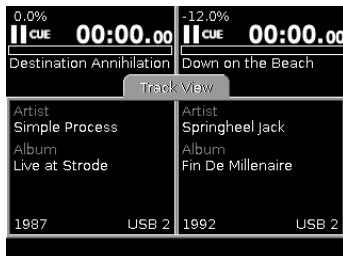 0.0%
CUE 00:00.00
Destination Annihilation
-12.0%
CUE 00:00.00
Down on the Beach
Track View
Artist
Simple Process
Album
Live at Strode
1987 USB 2
Artist
Springheel Jack
Album
Fin De Millenaire
1992 USB 2